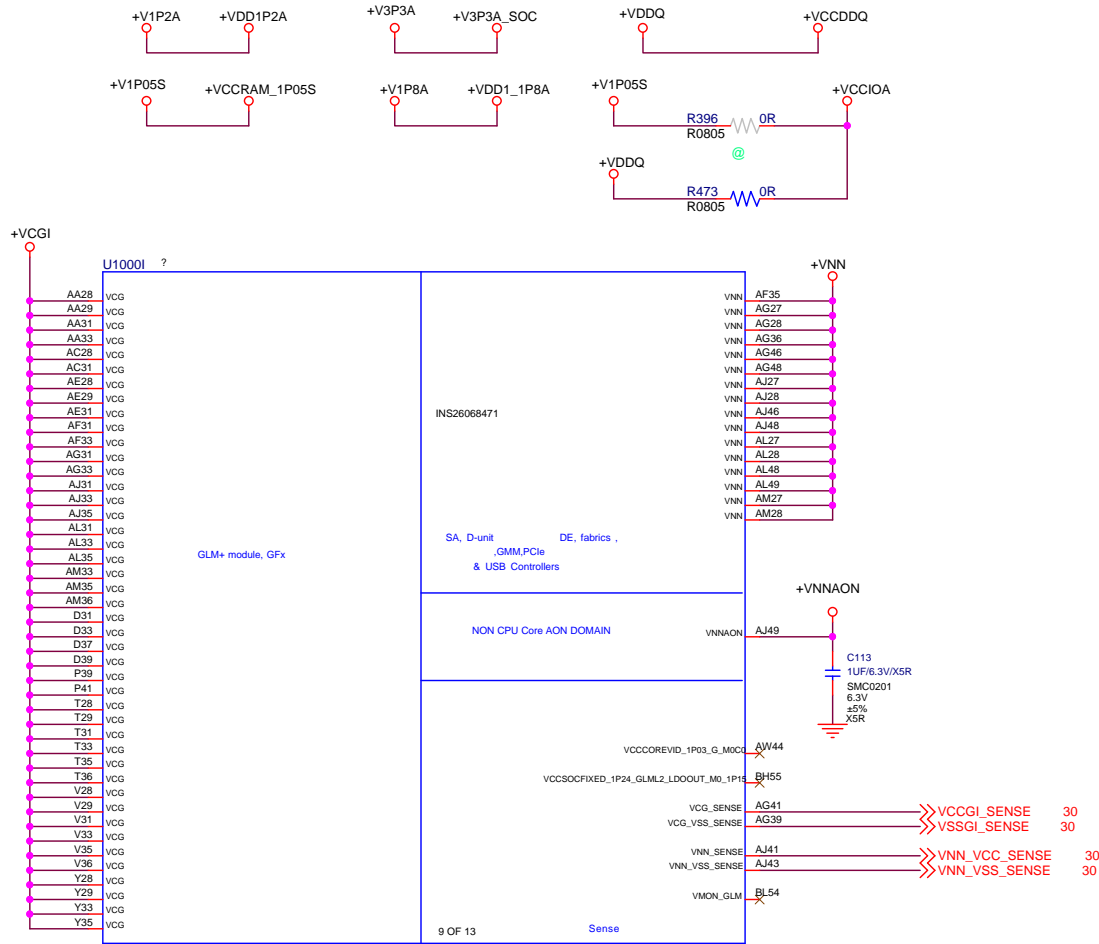 +V1P2A +VDD1P2A +V3P3A +V3P3A_SOC +VDDQ +VCCDDQ
+V1P05S +VCCRAM_1P05S +V1P8A +VDD1_1P8A +V1P05S +VCCIOA
R396 0R
R0805
@
+VDDQ
R473 0R
R0805
+VCGI
U1000I ?
+VNN
AA28 VCG VNN AF35
AA29 VCG VNN AG27
AA31 VCG VNN AG28
AA33 VCG VNN AG36
AC28 VCG VNN AG46
AC31 VCG VNN AG48
AE28 VCG VNN AJ27
AE29 VCG VNN AJ28
AE31 VCG INS26068471 VNN AJ46
AF31 VCG VNN AJ48
AF33 VCG VNN AL27
AG31 VCG VNN AL28
AG33 VCG VNN AL48
AJ31 VCG VNN AL49
AJ33 VCG VNN AM27
AJ35 VCG VNN AM28
AL31 VCG
AL33 VCG
AL35 VCG
AM33 VCG
AM35 VCG
AM36 VCG
D31 VCG
D33 VCG
D37 VCG
D39 VCG
P39 VCG
P41 VCG
T28 VCG
T29 VCG
T31 VCG
T33 VCG
T35 VCG
T36 VCG
V28 VCG
V29 VCG
V31 VCG
V33 VCG
V35 VCG
V36 VCG
Y28 VCG
Y29 VCG
Y33 VCG
Y35 VCG
GLM+ module, GFx
SA, D-unit DE, fabrics ,
,GMM,PCIe
& USB Controllers
+VNNAON
NON CPU Core AON DOMAIN
VNNAON AJ49
C113
1UF/6.3V/X5R
SMC0201
6.3V
±5%
X5R
VCCCOREVID_1P03_G_M0C0 AW44
VCCSOCFIXED_1P24_GLML2_LDOOUT_M0_1P15 BH55
VCG_SENSE AG41 VCCGI_SENSE 30
VCG_VSS_SENSE AG39 VSSGI_SENSE 30
VNN_SENSE AJ41 VNN_VCC_SENSE 30
VNN_VSS_SENSE AJ43 VNN_VSS_SENSE 30
VMON_GLM BL54
9 OF 13 Sense